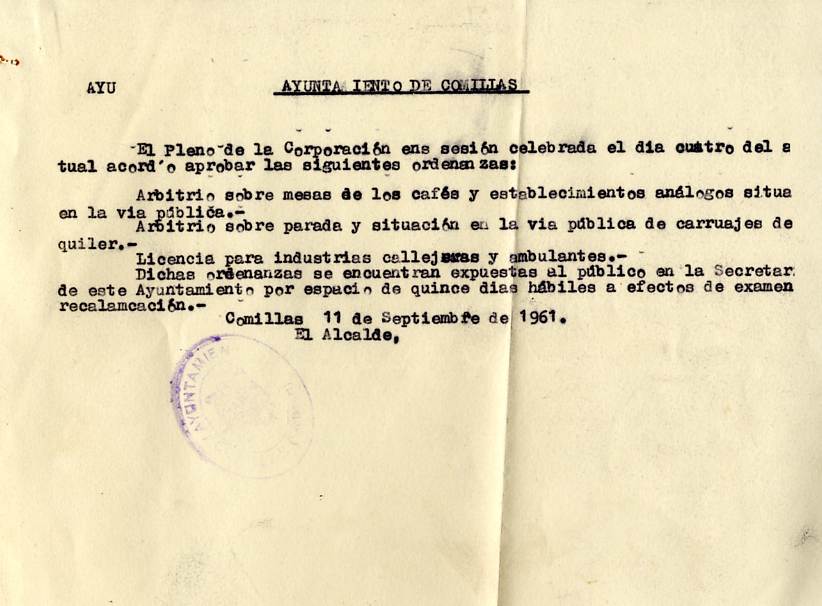 AYU AYUNTA IENTO DE COMILLAS
-El Pleno de la Corporación ens sesión celebrada el dia cuatro del a
tual acord´o aprobar las siguientes ordenanzas:
Arbitrio sobre mesas de los cafés y establecimientos análogos situa
en la via pública.-
Arbitrio sobre parada y situación en la via pública de carruajes de
quiler.-
Licencia para industrias callejeras y ambulantes.-
Dichas ordenanzas se encuentran expuestas al público en la Secretar
de este Ayuntamiento por espacio de quince dias hábiles a efectos de examen
recalamcación.-
Comillas 11 de Septiembre de 1961.
El Alcalde,
AYUNTAMIEN